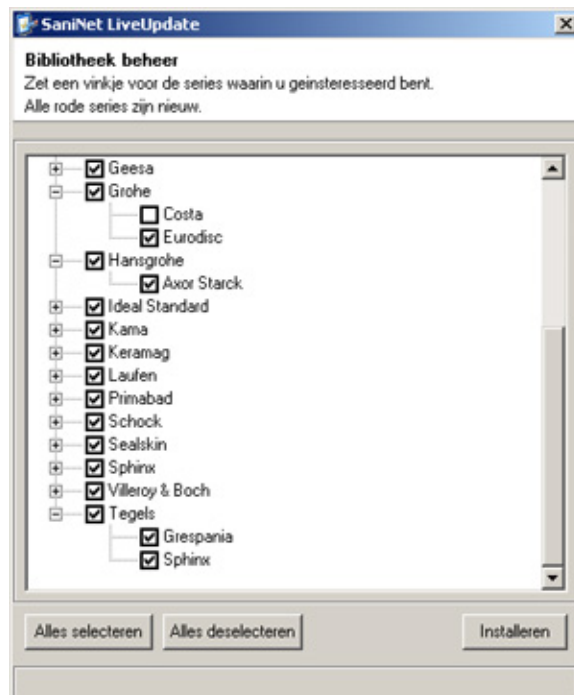 SaniNet LiveUpdate
Bibliotheek beheer
Zet een vinkje voor de series waarin u geinsteresseerd bent.
Alle rode series zijn nieuw.
Geesa
Grohe
Costa
Eurodisc
Hansgrohe
Axor Starck
Ideal Standard
Kama
Keramag
Laufen
Primabad
Schock
Sealskin
Sphinx
Villeroy & Boch
Tegels
Grespania
Sphinx
Alles selecteren
Alles deselecteren
Installeren